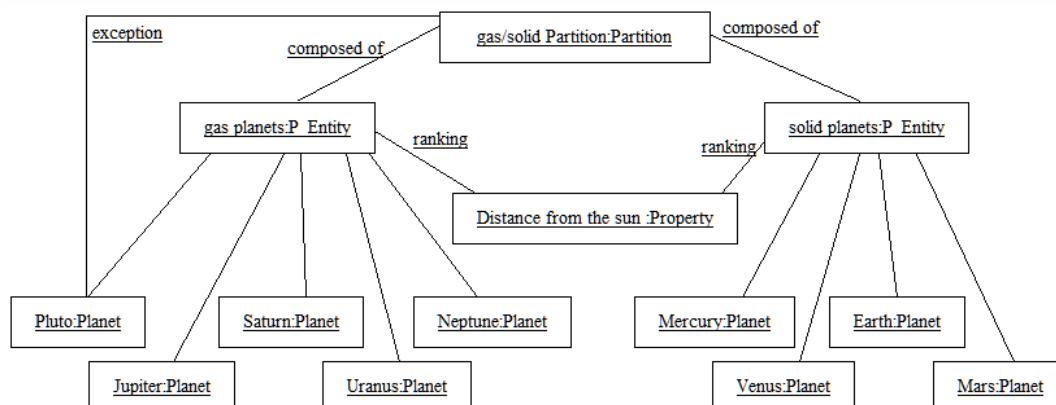 exception
gas/solid Partition:Partition
composed of
composed of
gas planets:P_Entity
solid planets:P_Entity
ranking
ranking
Distance from the sun :Property
Pluto:Planet
Saturn:Planet
Neptune:Planet
Mercury:Planet
Earth:Planet
Jupiter:Planet
Uranus:Planet
Venus:Planet
Mars:Planet